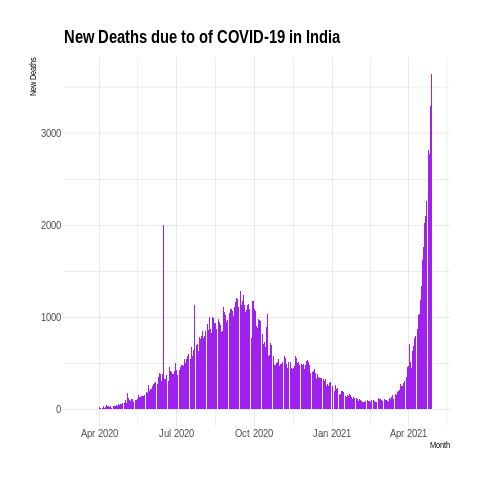 New Deaths due to of COVID-19 in India
New Deaths
3000
2000
1000
0
Apr 2020 Jul 2020 Oct 2020 Jan 2021 Apr 2021
Month